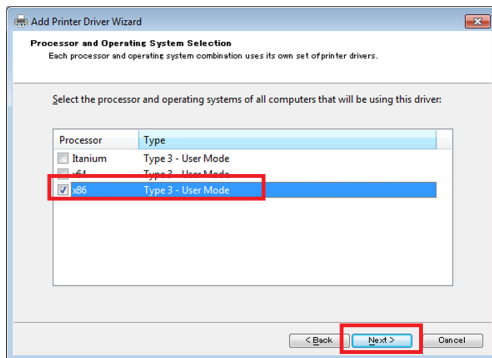 Add Printer Driver Wizard
Processor and Operating System Selection
Each processor and operating system combination uses its own set of printer drivers.
Select the processor and operating systems of all computers that will be using this driver:
Processor Type
Itanium Type 3 - User Mode
x64 Type 3 - User Mode
x86 Type 3 - User Mode
< Back Next > Cancel